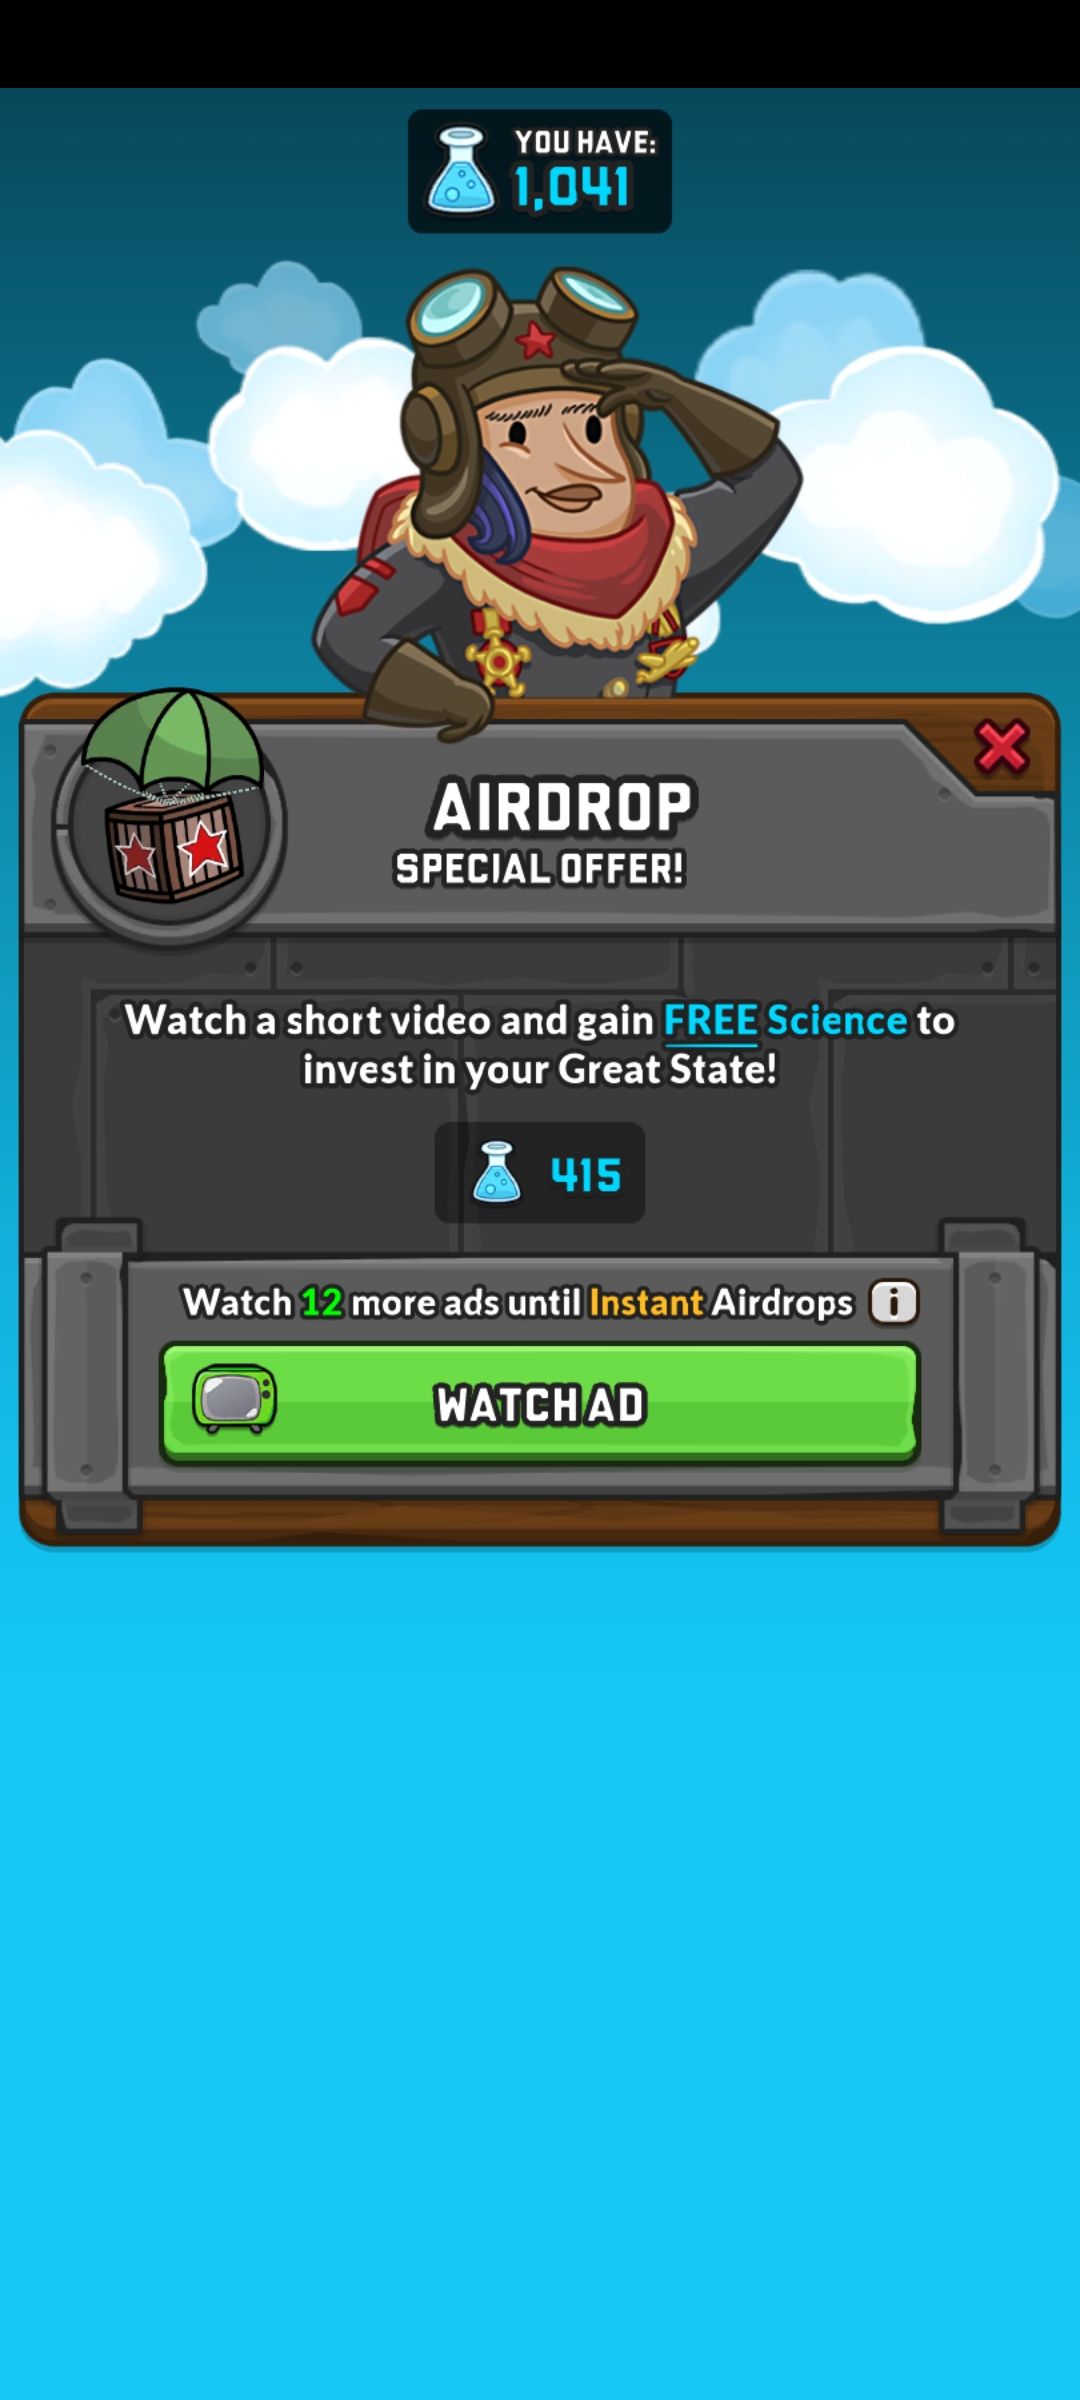 YOU HAVE:
1,041
AIRDROP
SPECIAL OFFER!
Watch a short video and gain FREE Science to
invest in your Great State!
415
Watch 12 more ads until Instant Airdrops i
WATCH AD